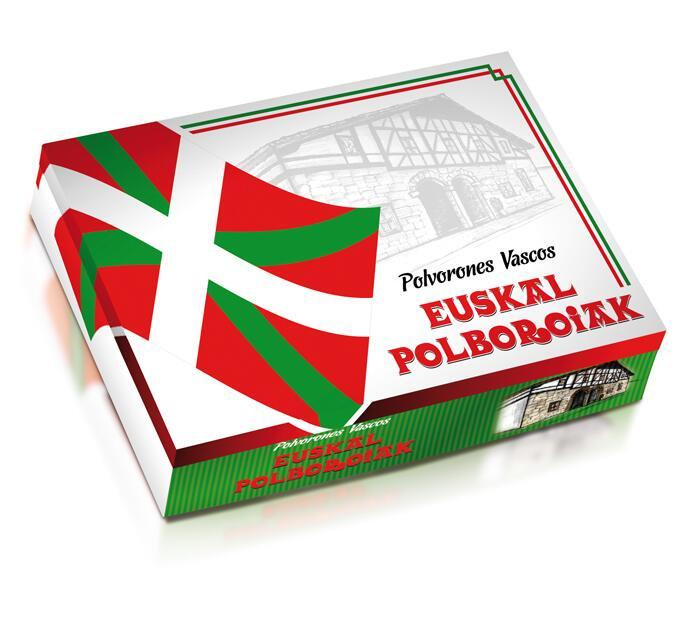 Polvorones Vascos
EUSKAL
POLBOROiAK
Polvorones Vascos
EUSKAL
POLBOROiAK